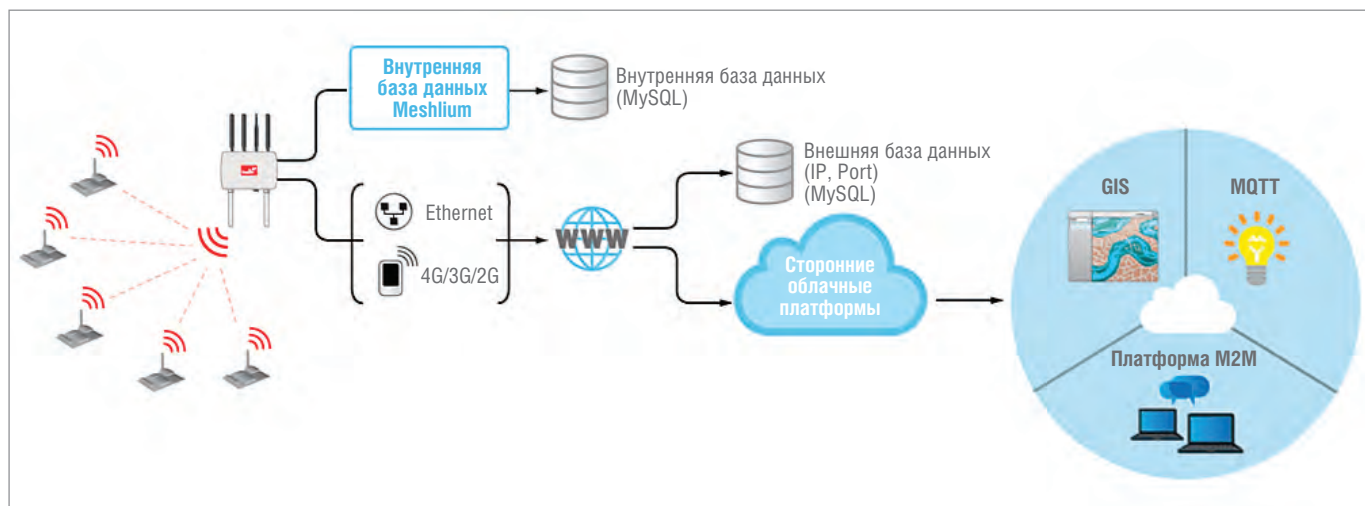 Внутренняя
база данных
Meshlium
Внутренняя база данных
(MySQL)
Ethernet
4G/3G/2G
WWW
Внешняя база данных
(IP, Port)
(MySQL)
Сторонние
облачные
платформы
GIS
MQTT
Платформа M2M